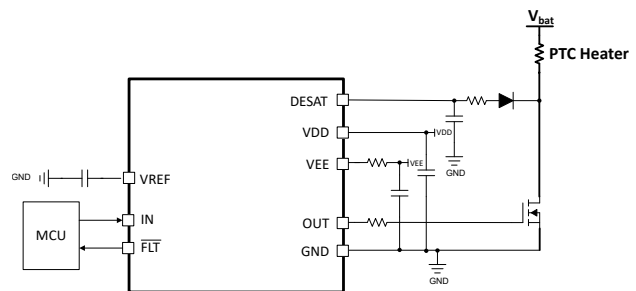 Vbat
PTC Heater
DESAT
VDD
VDD
VEE
VEE
GND
GND
VREF
MCU
IN
OUT
FLT
GND
GND